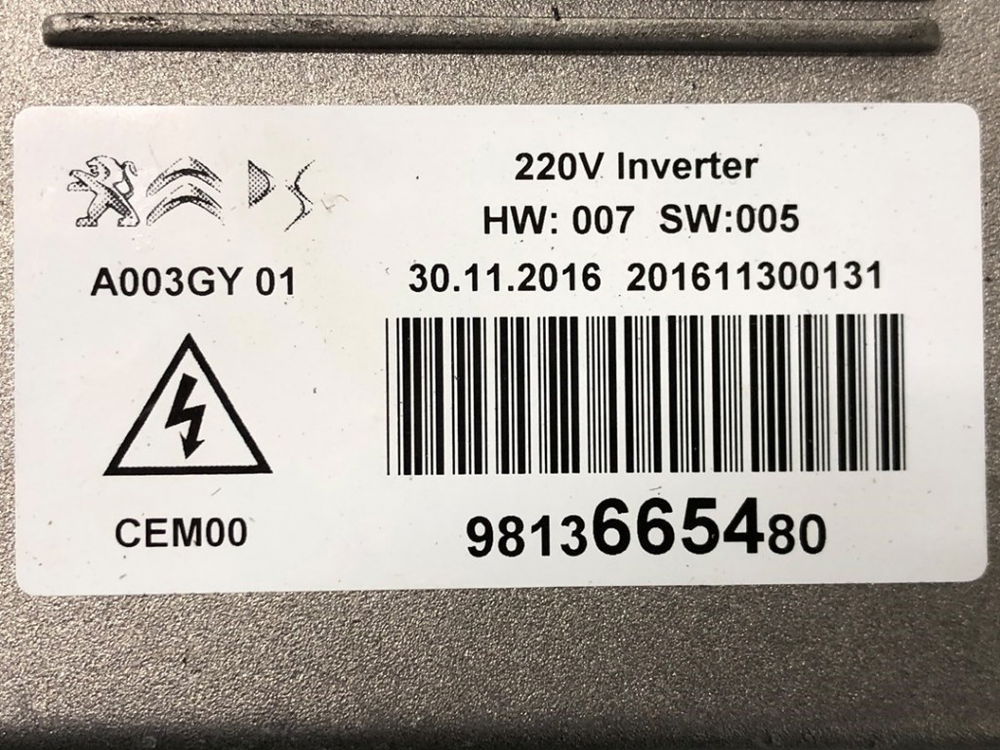 220V Inverter
HW: 007 SW:005
A003GY 01
30.11.2016 201611300131
CEM00
9813665480